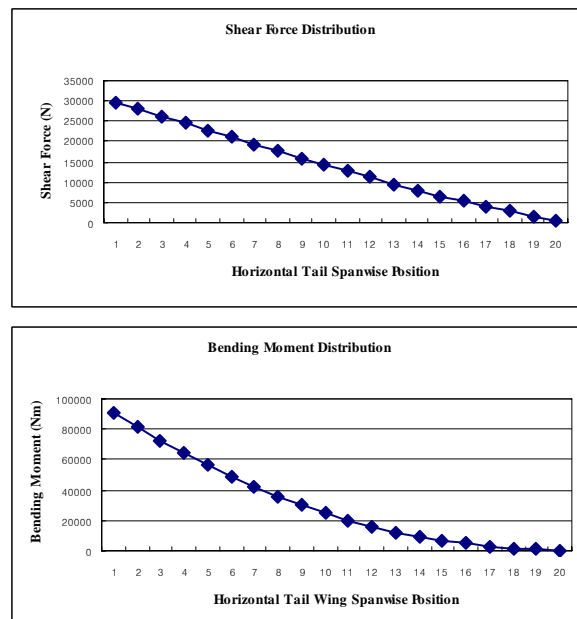 Shear Force Distribution
Shear Force (N)
35000
30000
25000
20000
15000
10000
5000
0
1 2 3 4 5 6 7 8 9 10 11 12 13 14 15 16 17 18 19 20
Horizontal Tail Spanwise Position
Bending Moment Distribution
Bending Moment (Nm)
100000
80000
60000
40000
20000
0
1 2 3 4 5 6 7 8 9 10 11 12 13 14 15 16 17 18 19 20
Horizontal Tail Wing Spanwise Position